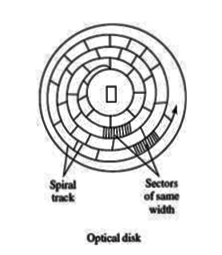 Spiral
track
Sectors
of same
width
Optical disk